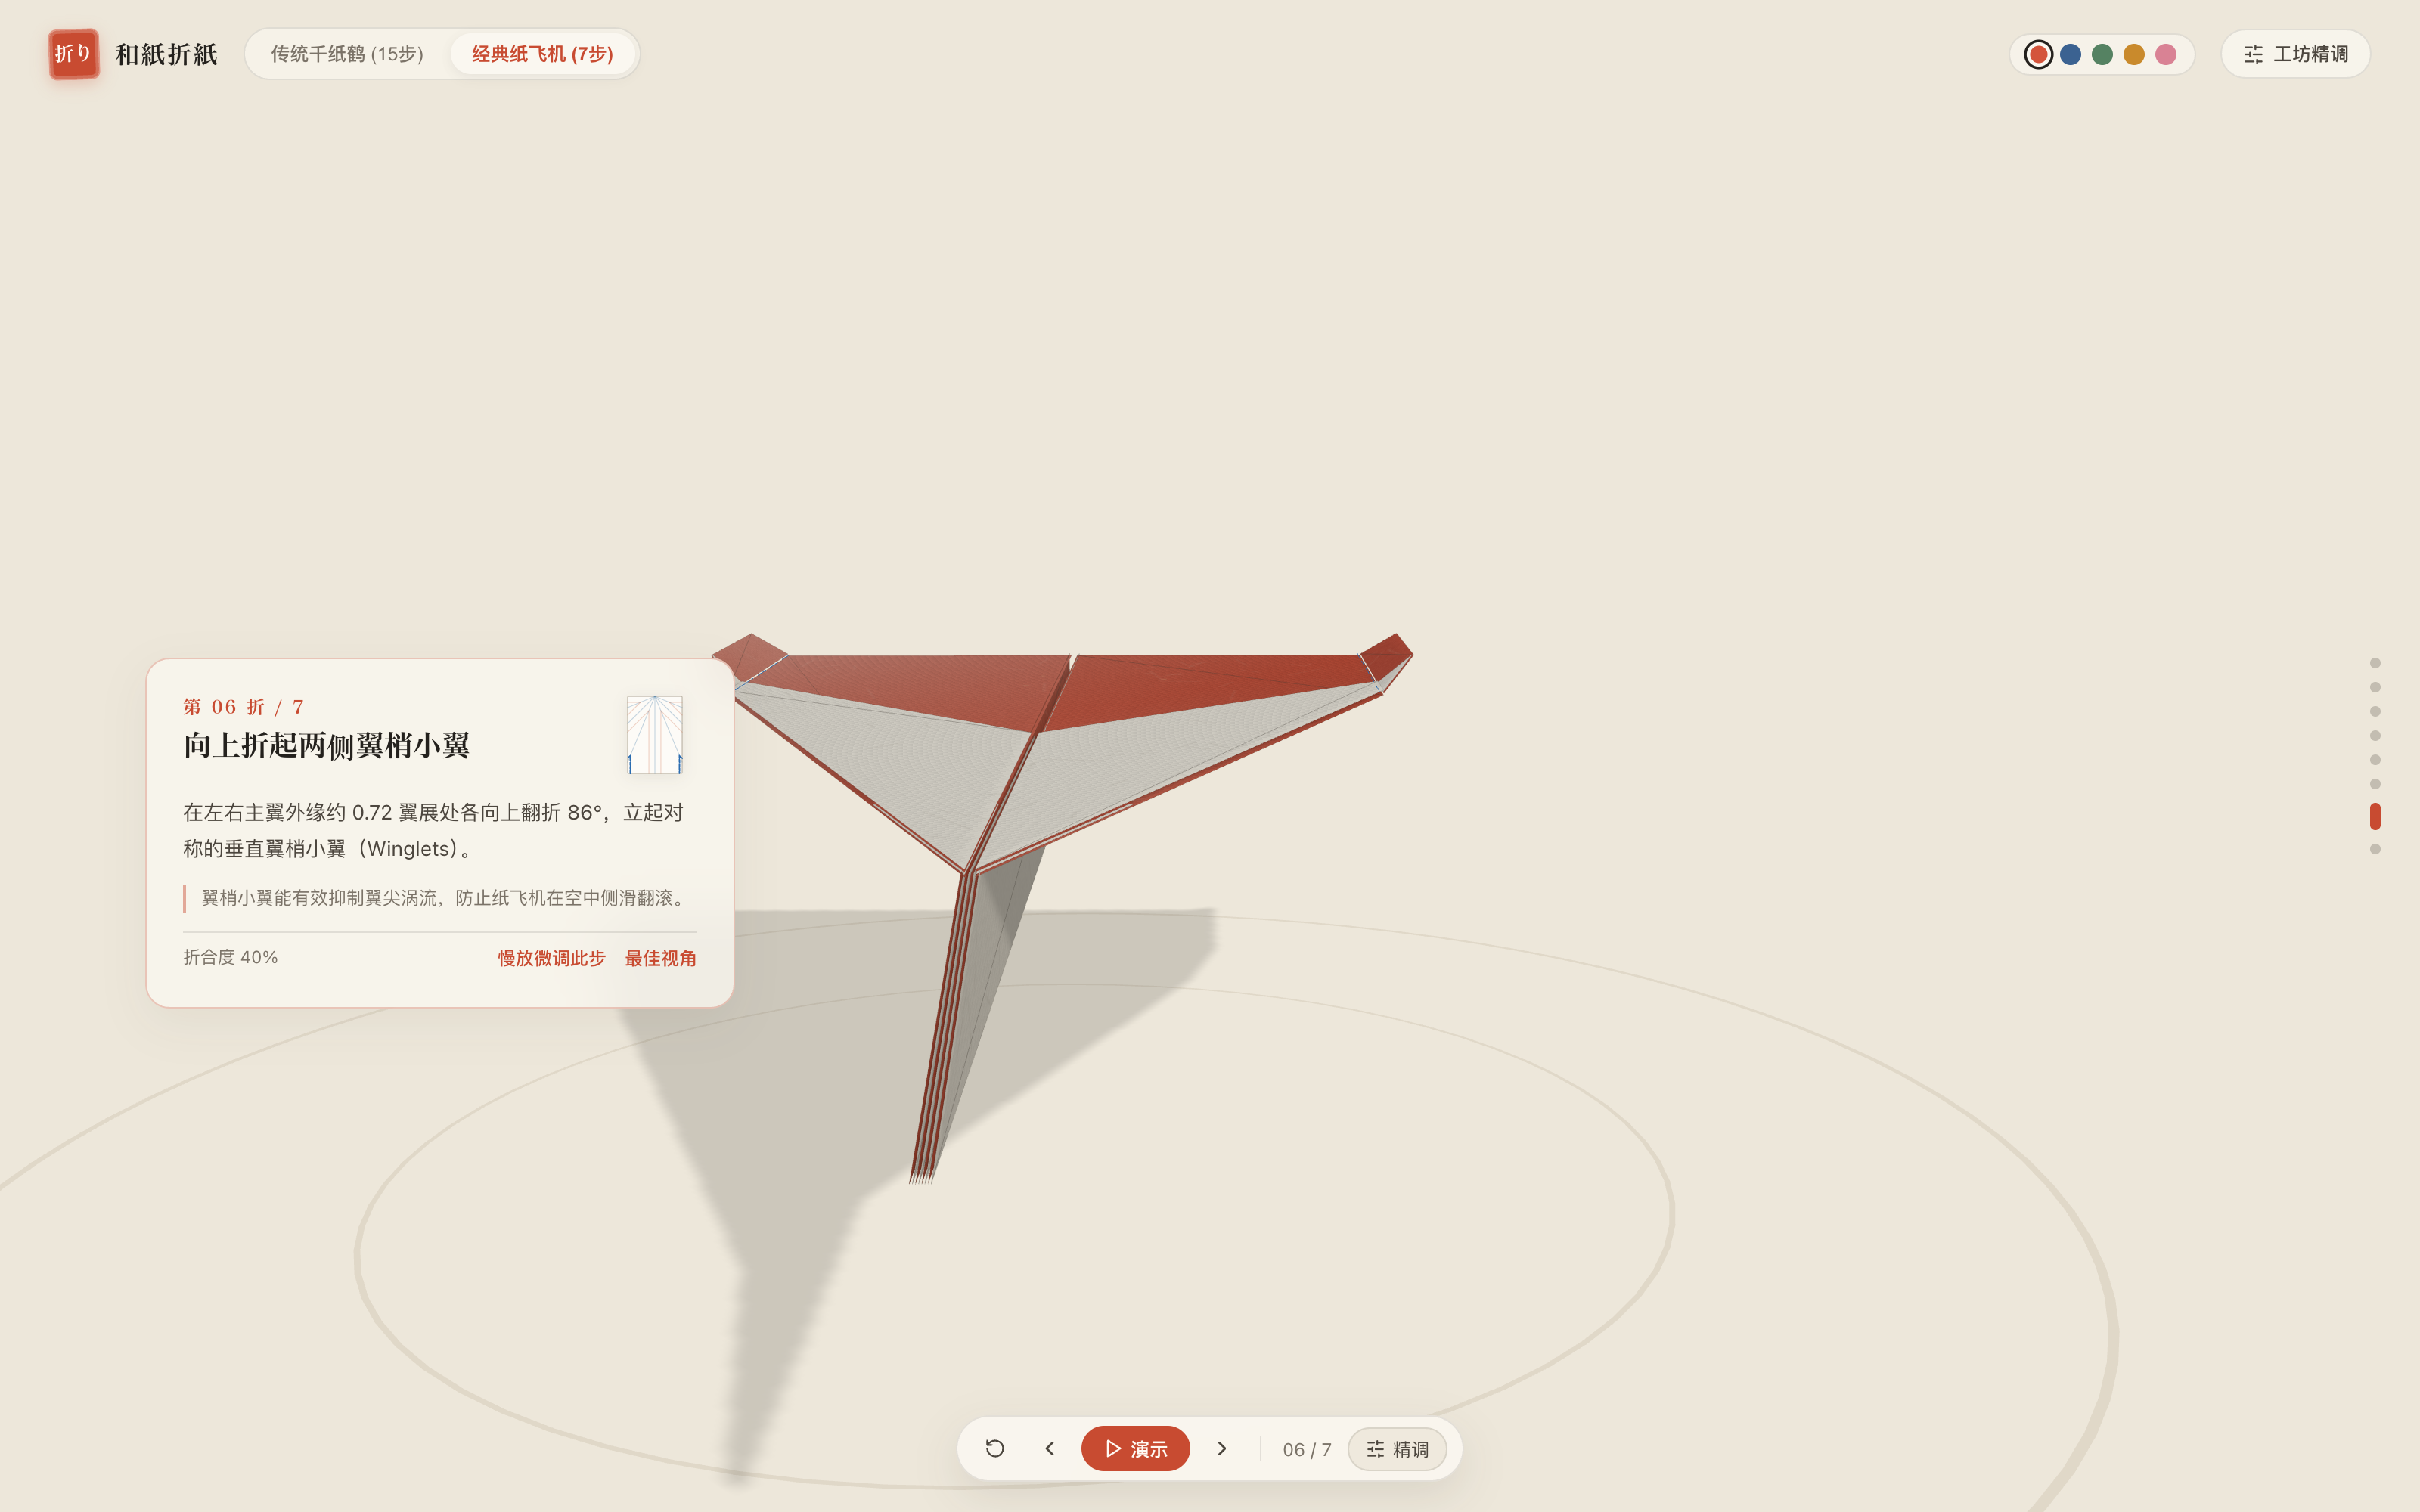 折り 和紙折紙
传统千纸鹤 (15步) 经典纸飞机 (7步)
工坊精调
第 06 折 / 7
向上折起两侧翼梢小翼
在左右主翼外缘约 0.72 翼展处各向上翻折 86°，立起对
称的垂直翼梢小翼（Winglets）。
翼梢小翼能有效抑制翼尖涡流，防止纸飞机在空中侧滑翻滚。
折合度 40% 慢放微调此步 最佳视角
演示 06 / 7 精调